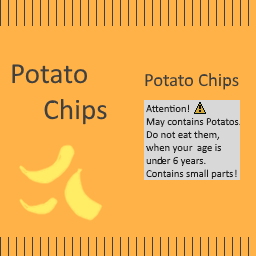 Potato
Chips
Potato Chips
Attention!
May contains Potatos.
Do not eat them,
when your age is
under 6 years.
Contains small parts!